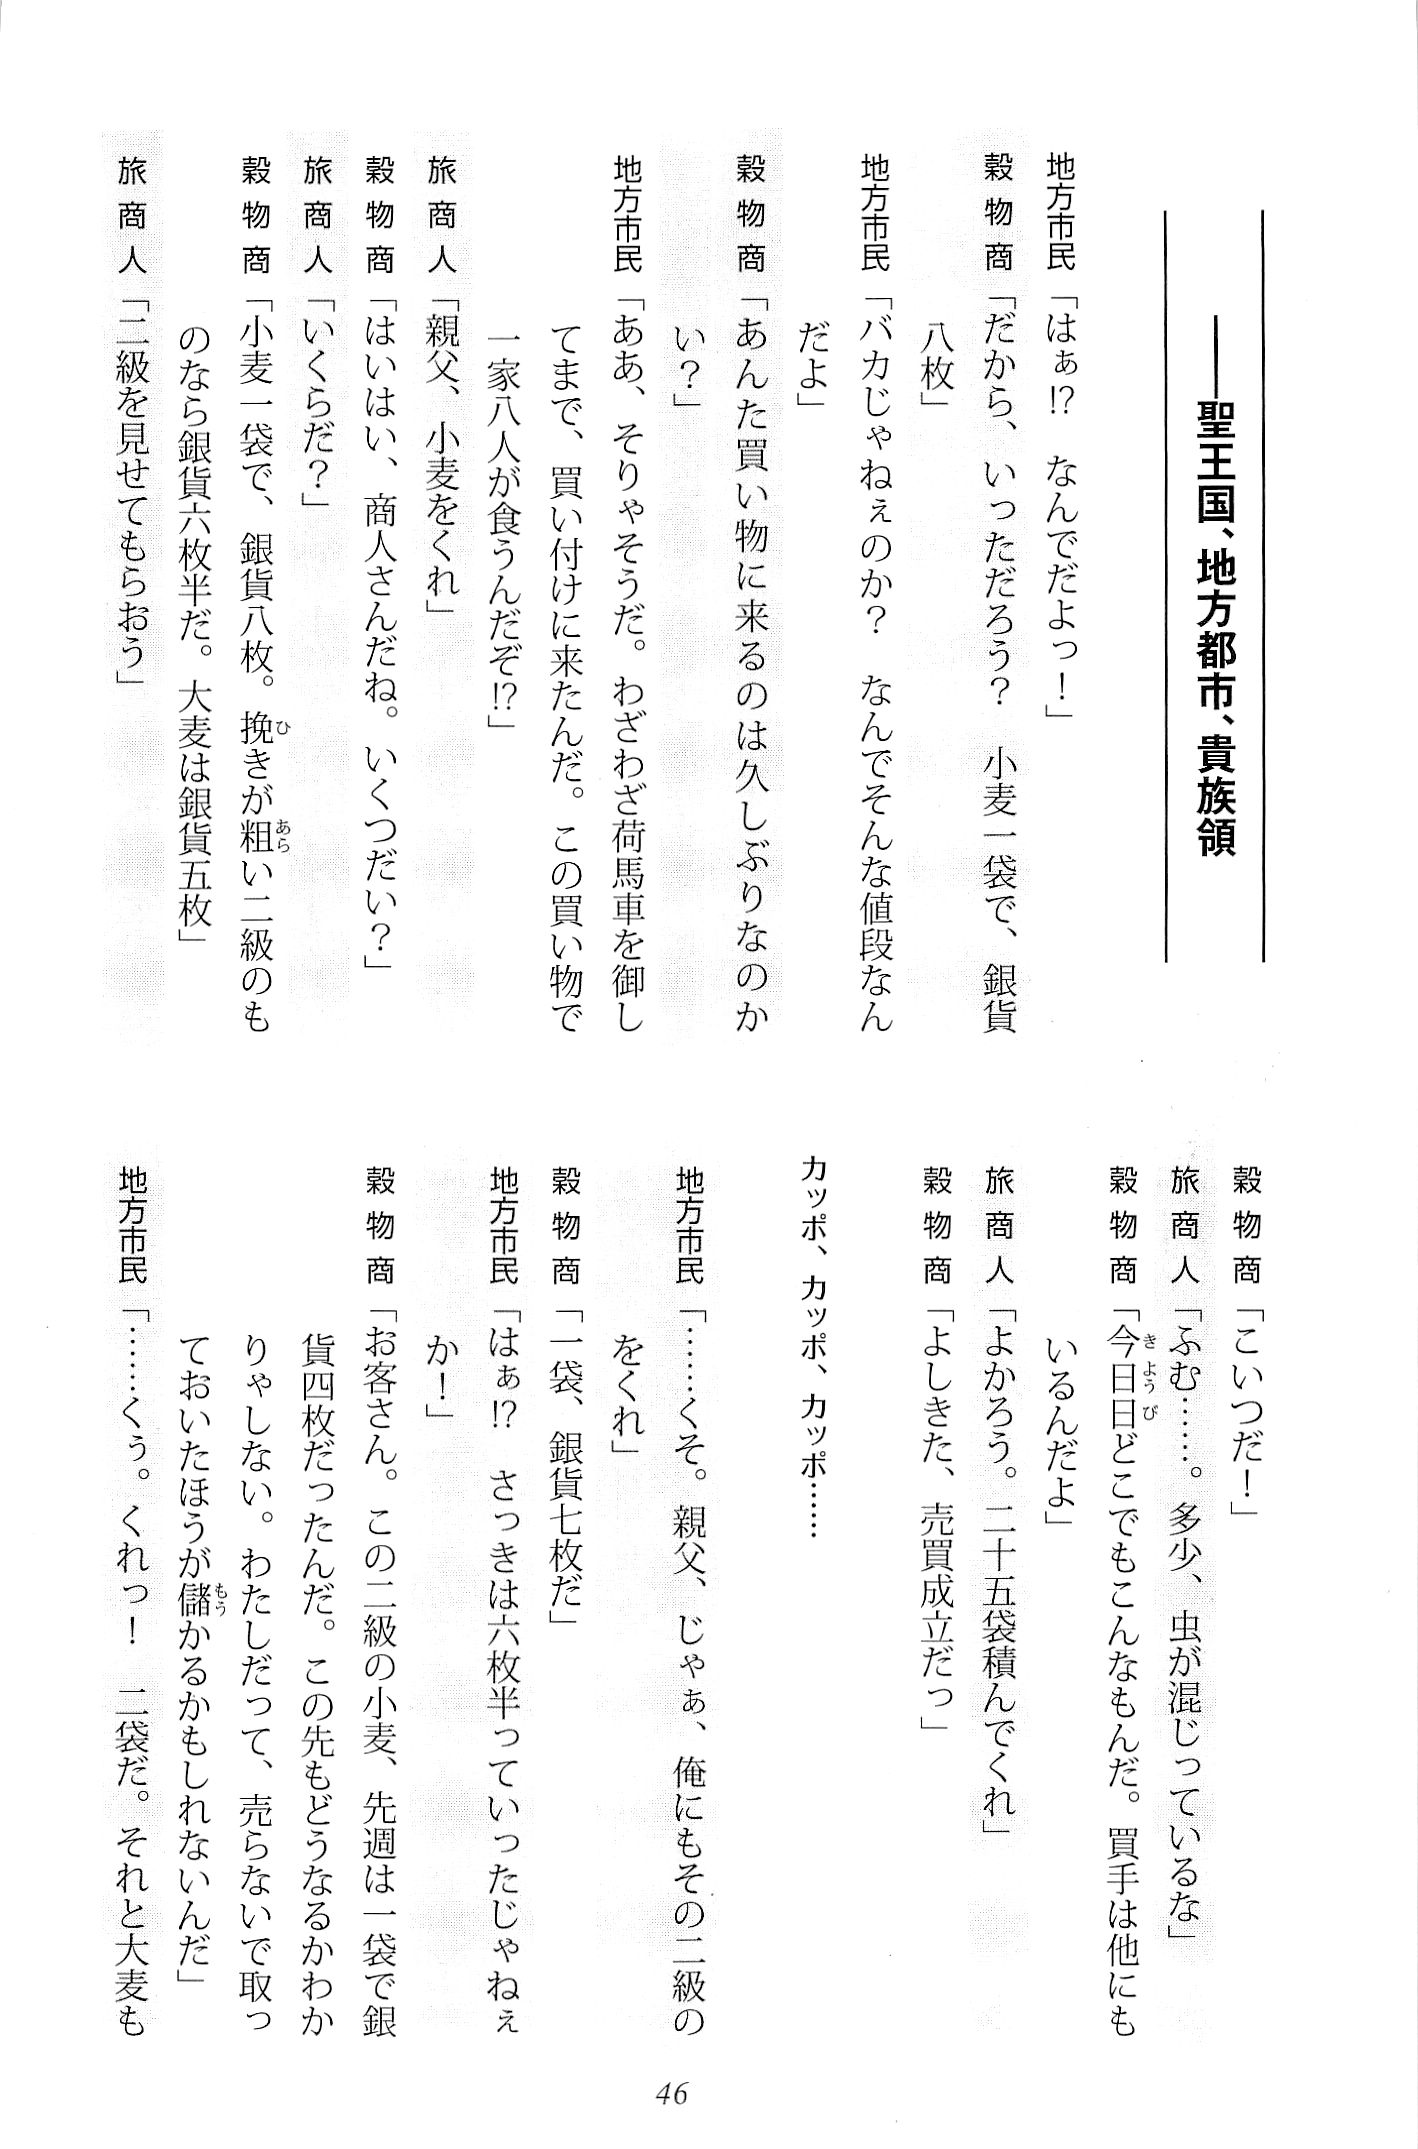 ――聖王国、地方都市、貴族領
地方市民「はぁ!?　なんでだよっ！」
穀物商「だから、いっただろう？　小麦一袋で、銀貨
八枚」
地方市民「バカじゃねぇのか？　なんでそんな値段なん
だよ」
穀物商「あんた買い物に来るのは久しぶりなのか
い？」
地方市民「ああ、そりゃそうだ。わざわざ荷馬車を御し
てまで、買い付けに来たんだ。この買い物で
一家八人が食うんだぞ!?」
旅商人「親父、小麦をくれ」
穀物商「はいはい、商人さんだね。いくつだい？」
旅商人「いくらだ？」
穀物商「小麦一袋で、銀貨八枚。挽きが粗い二級のも
のなら銀貨六枚半だ。大麦は銀貨五枚」
旅商人「二級を見せてもらおう」
穀物商「こいつだ！」
旅商人「ふむ……。多少、虫が混じっているな」
穀物商「今日日どこでもこんなもんだ。買手は他にも
いるんだよ」
旅商人「よかろう。二十五袋積んでくれ」
穀物商「よしきた、売買成立だっ」
カッポ、カッポ、カッポ……
地方市民「……くそ。親父、じゃぁ、俺にもその二級の
をくれ」
穀物商「一袋、銀貨七枚だ」
地方市民「はぁ!?　さっきは六枚半っていったじゃねぇ
か！」
穀物商「お客さん。この二級の小麦、先週は一袋で銀
貨四枚だったんだ。この先もどうなるかわか
りゃしない。わたしだって、売らないで取っ
ておいたほうが儲かるかもしれないんだ」
地方市民「……くぅ。くれっ！　二袋だ。それと大麦も
46